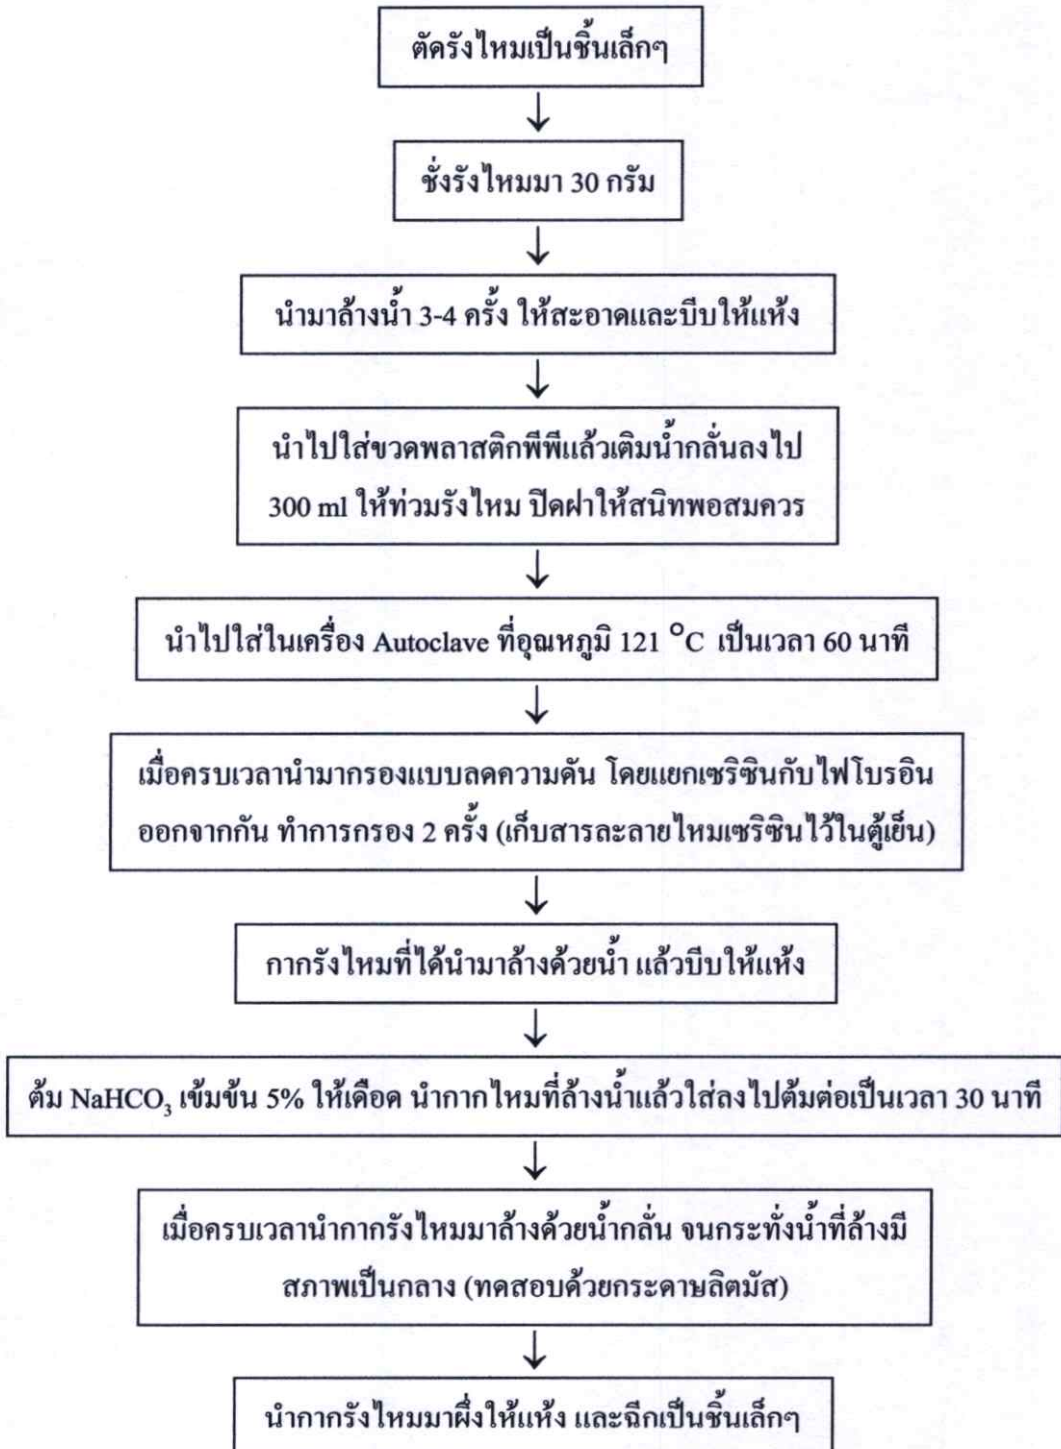 ตัดรังไหมเป็นชิ้นเล็กๆ
ชั่งรังไหมมา 30 กรัม
นำมาล้างน้ำ 3-4 ครั้ง ให้สะอาดและบีบให้แห้ง
นำไปใส่ขวดพลาสติกพีพีแล้วเติมน้ำกลั่นลงไป
300 ml ให้ท่วมรังไหม ปิดฝาให้สนิทพอสมควร
นำไปใส่ในเครื่อง Autoclave ที่อุณหภูมิ 121 °C เป็นเวลา 60 นาที
เมื่อครบเวลานำมากรองแบบลดความดัน โดยแยกเซริซินกับไฟโบรอิน
ออกจากกัน ทำการกรอง 2 ครั้ง (เก็บสารละลายไหมเซริซินไว้ในตู้เย็น)
กากรังไหมที่ได้นำมาล้างด้วยน้ำ แล้วบีบให้แห้ง
ต้ม NaHCO₃ เข้มข้น 5% ให้เดือด นำกากไหมที่ล้างน้ำแล้วใส่ลงไปต้มต่อเป็นเวลา 30 นาที
เมื่อครบเวลานำกากรังไหมมาล้างด้วยน้ำกลั่น จนกระทั่งน้ำที่ล้างมี
สภาพเป็นกลาง (ทดสอบด้วยกระดาษลิตมัส)
นำกากรังไหมมาผึ่งให้แห้ง และฉีกเป็นชิ้นเล็กๆ